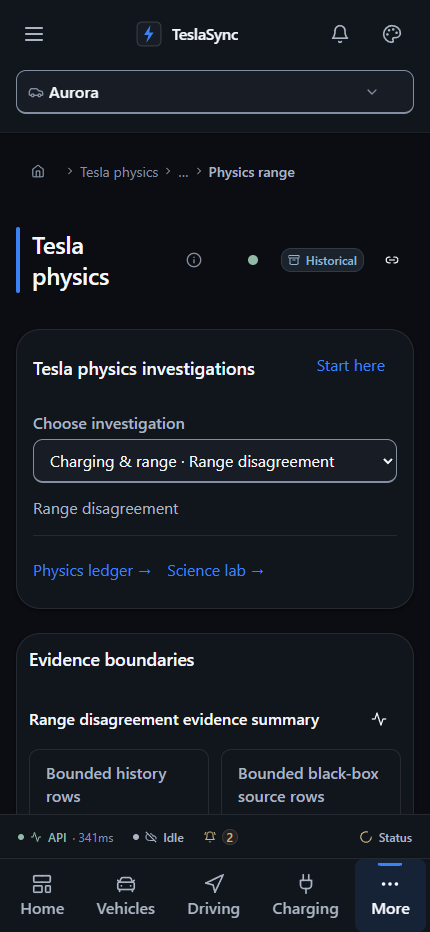 TeslaSync
Aurora
Tesla physics
...
Physics range
Tesla
physics
Historical
Tesla physics investigations
Start here
Choose investigation
Charging & range · Range disagreement
Range disagreement
Physics ledger →
Science lab →
Evidence boundaries
Range disagreement evidence summary
Bounded history
rows
Bounded black-box
source rows
API · 341ms
Idle
2
Status
Home
Vehicles
Driving
Charging
More